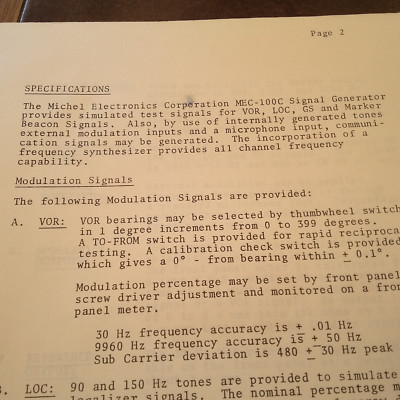 Page 2
SPECIFICATIONS
The Michel Electronics Corporation MEC-100C Signal Generator
provides simulated test signals for VOR, LOC, GS and Marker
Beacon Signals. Also, by use of internally generated tones
external modulation inputs and a microphone input, communi-
cation signals may be generated. The incorporation of a
frequency synthesizer provides all channel frequency
capability.
Modulation Signals
The following Modulation Signals are provided:
A. VOR: VOR bearings may be selected by thumbwheel switch
in 1 degree increments from 0 to 399 degrees.
A TO-FROM switch is provided for rapid reciproca
testing. A calibration check switch is provided
which gives a 0° - from bearing within ± 0.1°.
Modulation percentage may be set by front panel
screw driver adjustment and monitored on a fron
panel meter.
30 Hz frequency accuracy is ± .01 Hz
9960 Hz frequency accuracy is ± 50 Hz
Sub Carrier deviation is 480 ± 30 Hz peak
B. LOC: 90 and 150 Hz tones are provided to simulate
localizer signals. The nominal percentage m